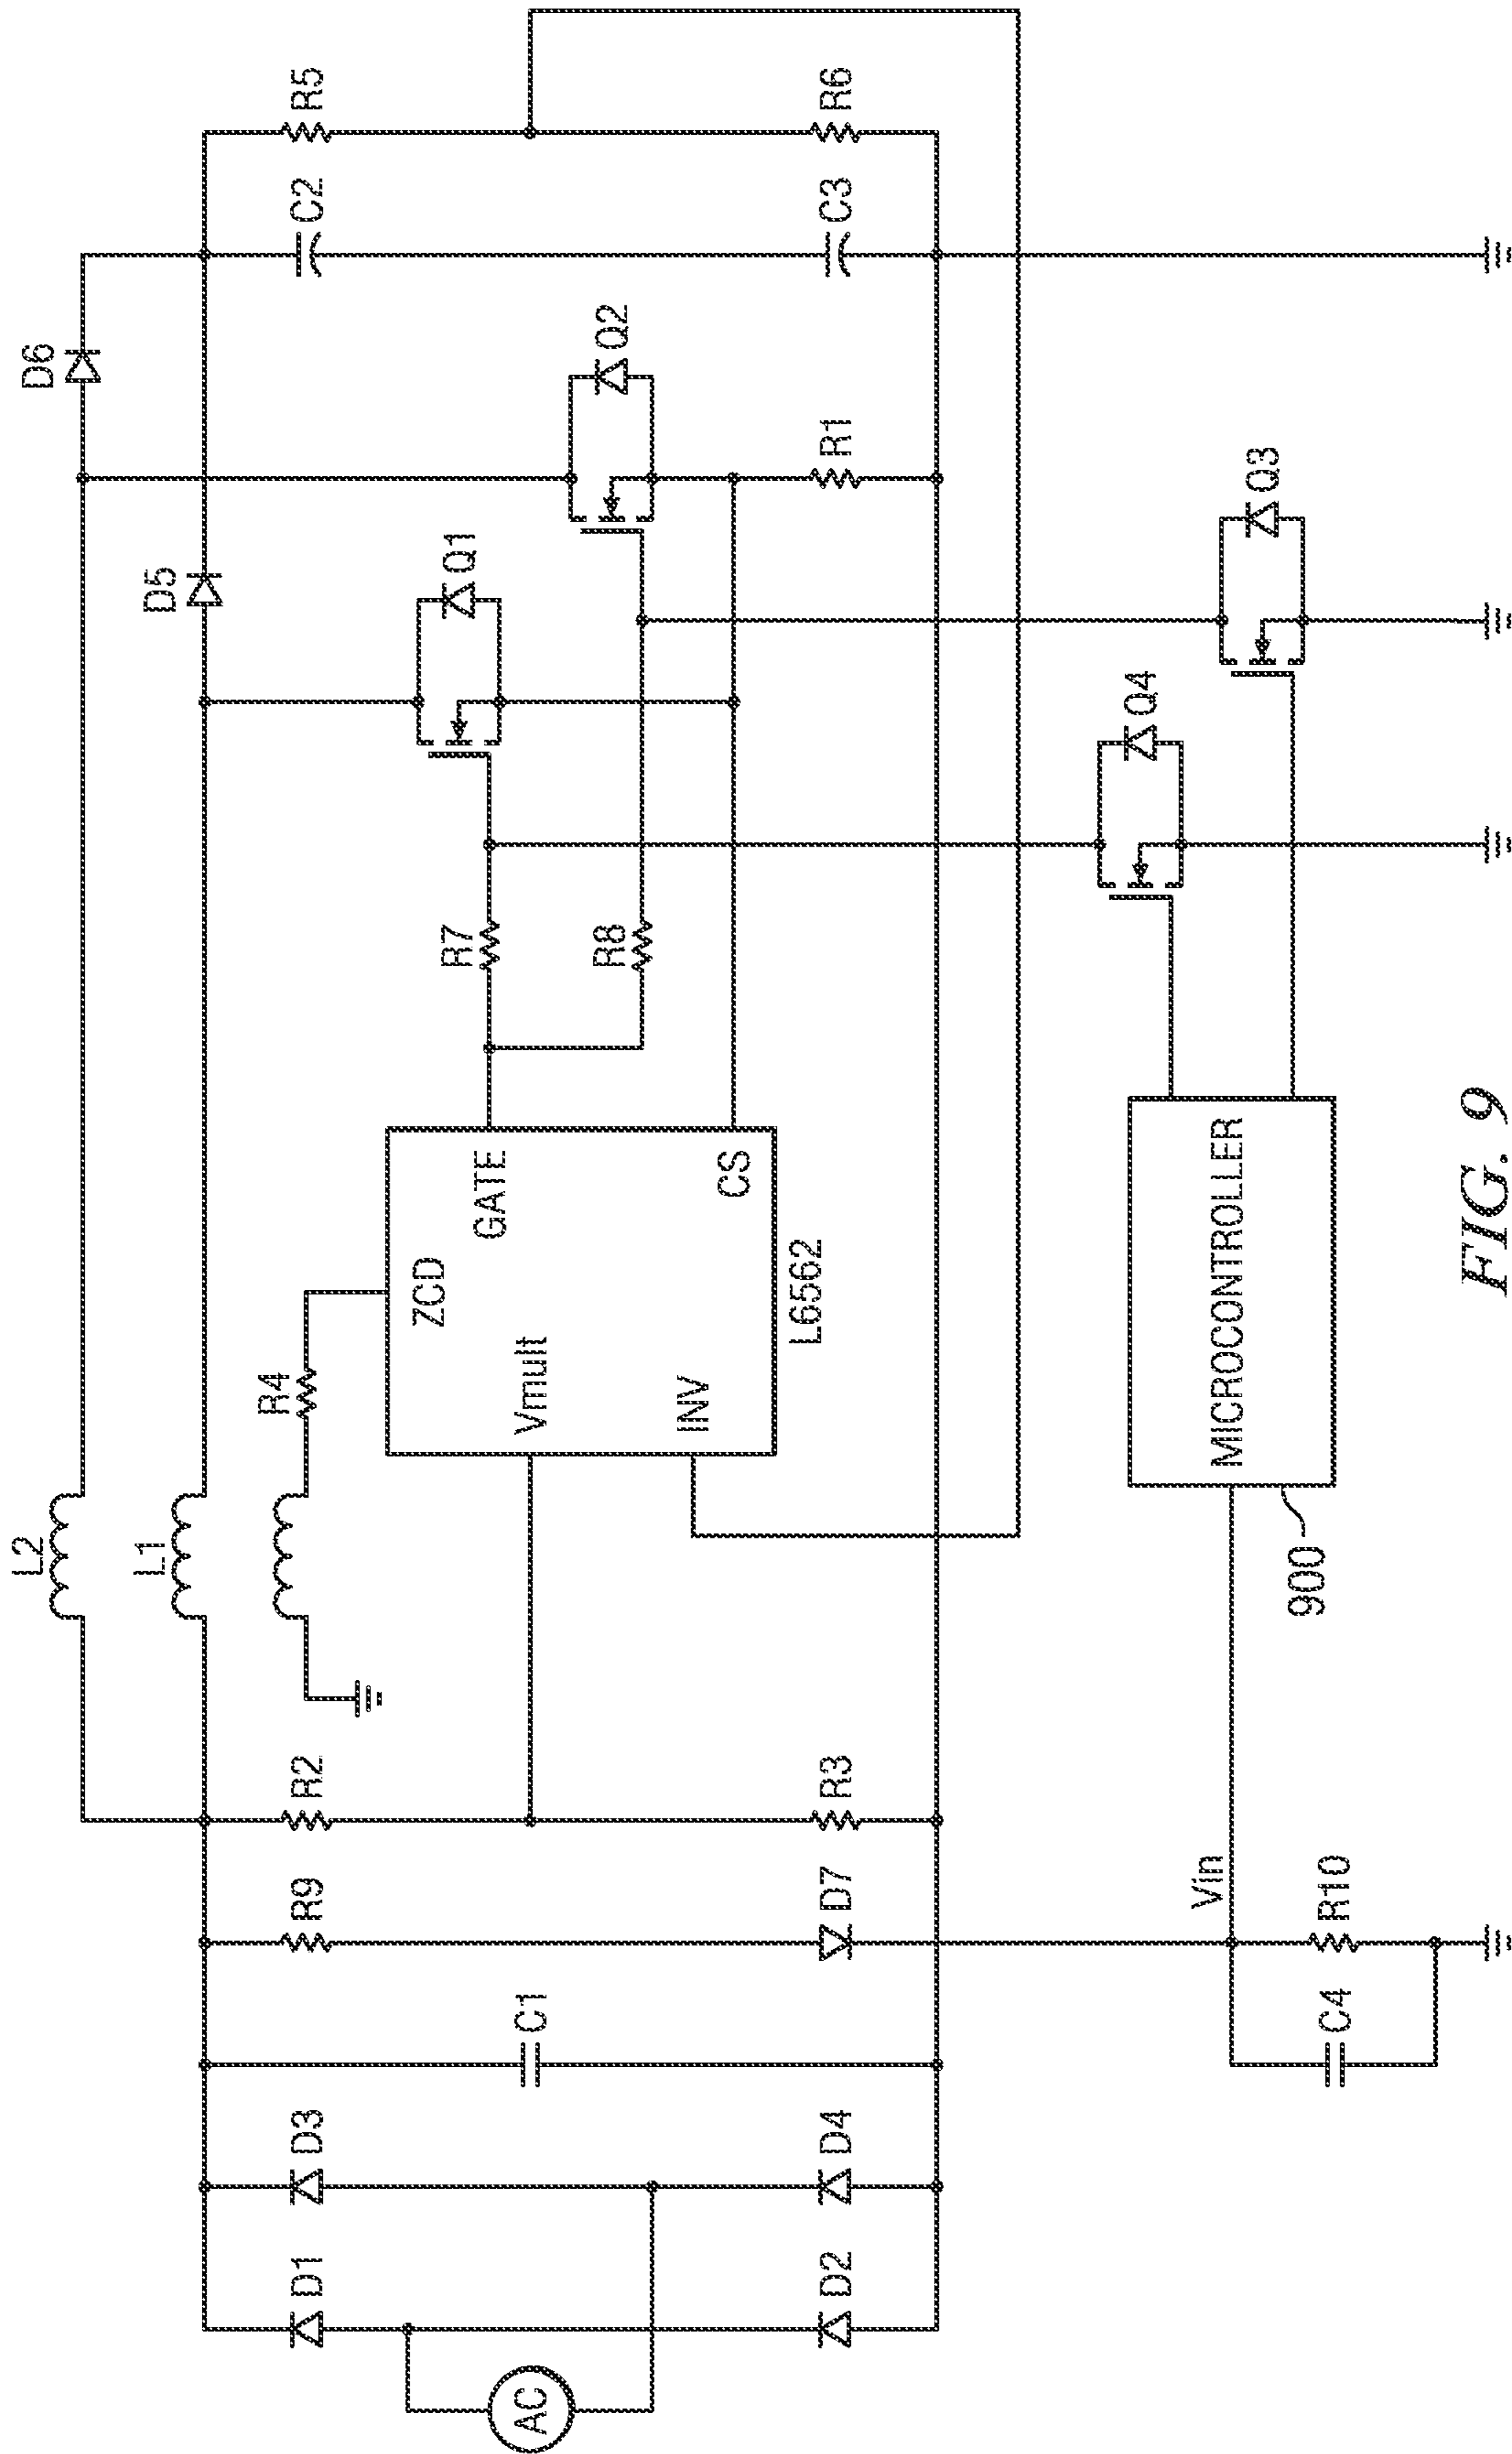 L2
D6
L1
D5
R5
R9
R2
R4
C2
D1
D3
C1
ZCD
GATE
R7
Q1
Vmult
R8
Q2
INV
CS
L6562
D2
D4
D7
R3
R1
C3
R6
AC
Vin
MICROCONTROLLER
Q4
Q3
900
C4
R10
FIG. 9